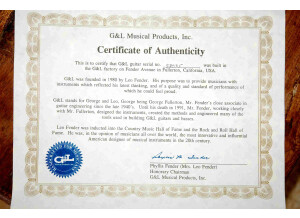 G&L Musical Products, Inc.
Certificate of Authenticity
This is to certify that G&L guitar serial no. was built in
the G&L factory on Fender Avenue in Fullerton, California, USA.
G&L was founded in 1980 by Leo Fender. His purpose was to provide musicians with
instruments which reflected his latest thinking, and of a quality and standard of performance of
which he could feel proud.
G&L stands for George and Leo, George being George Fullerton, Mr. Fender's close associate in
guitar engineering since the late 1940's. Until his death in 1991, Mr. George, working closely
with Mr. Fullerton, designed the instruments, created the methods and engineered many of the
tools used in building G&L guitars and basses.
Leo Fender was inducted into the Country Music Hall of Fame and the Rock and Roll Hall of
Fame. He was, in the opinion of musicians all over the world, the most innovative and influential
American designer of musical instruments in the 20th century.
G&L
Phyllis Fender (Mrs. Leo Fender)
Honorary Chairman
G&L Musical Products, Inc.